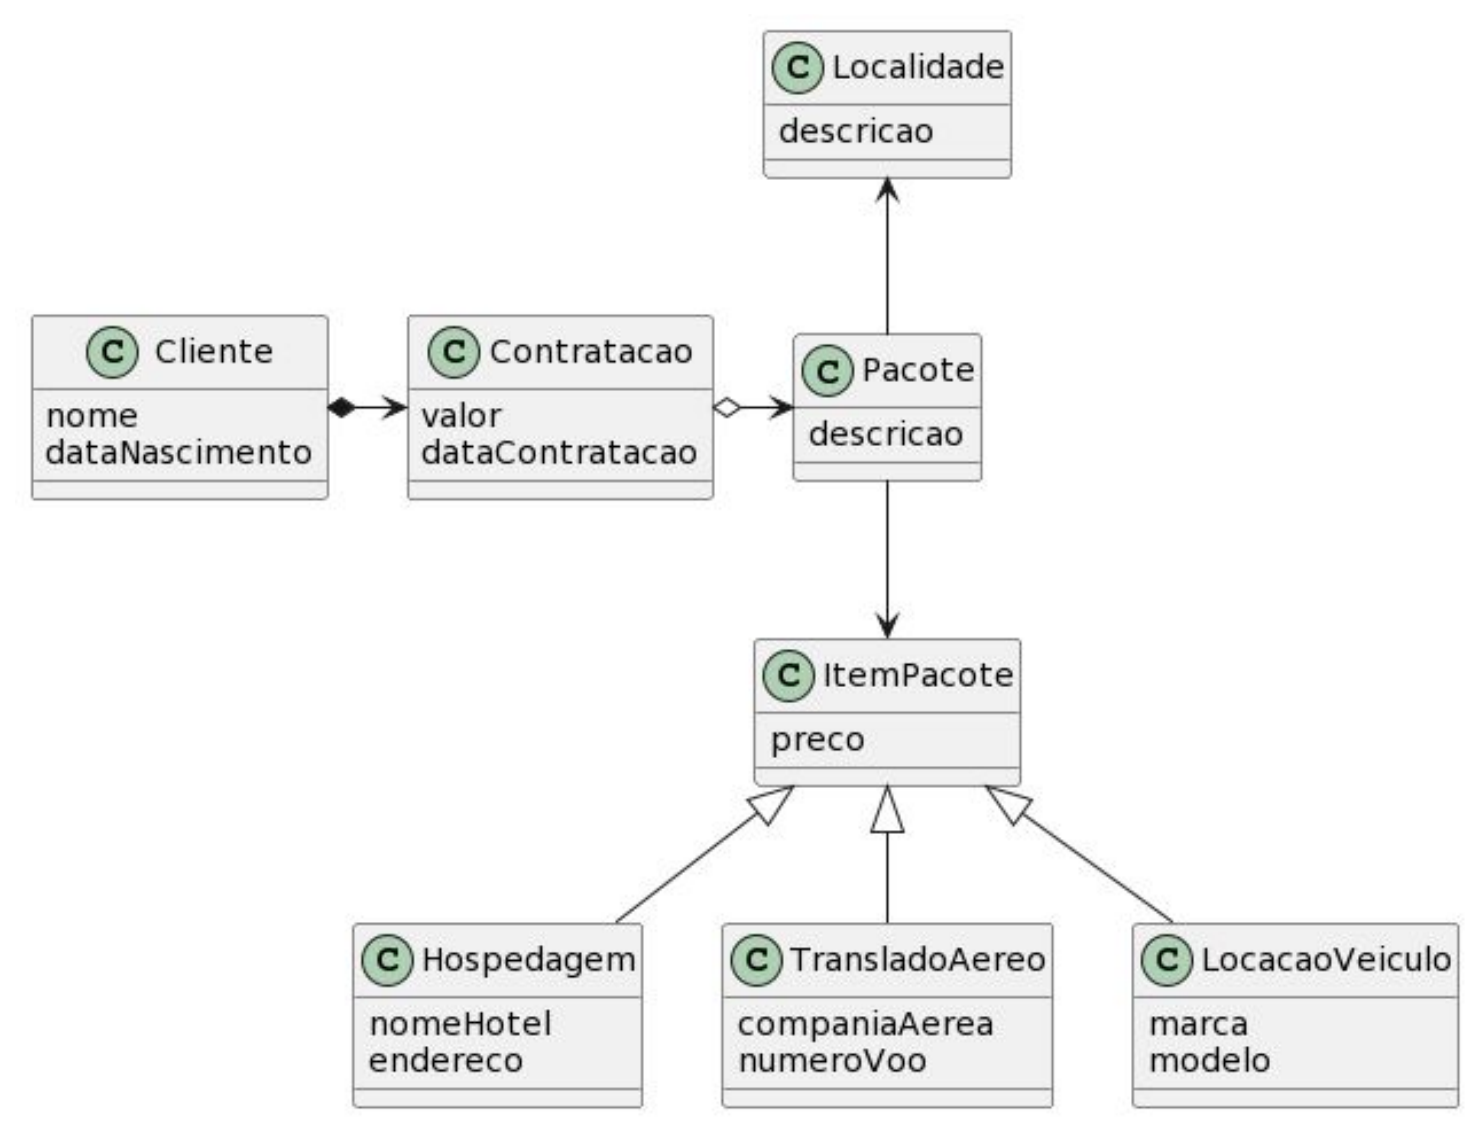 C Localidade
descricao
C Cliente
nome
dataNascimento
C Contratacao
valor
dataContratacao
C Pacote
descricao
C ItemPacote
preco
C Hospedagem
nomeHotel
endereco
C TransladoAereo
companiaAerea
numeroVoo
C LocacaoVeiculo
marca
modelo